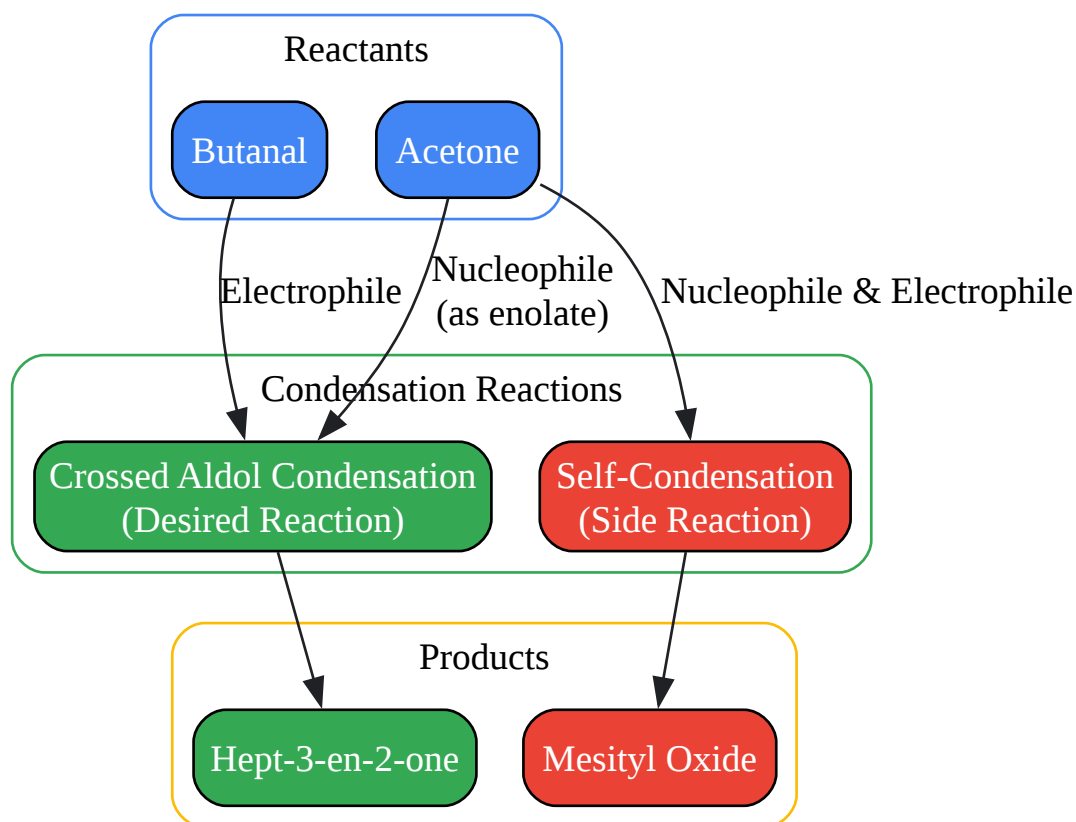 Reactants
Butanal
Acetone
Electrophile
Nucleophile
(as enolate)
Nucleophile & Electrophile
Condensation Reactions
Crossed Aldol Condensation
(Desired Reaction)
Self-Condensation
(Side Reaction)
Products
Hept-3-en-2-one
Mesityl Oxide